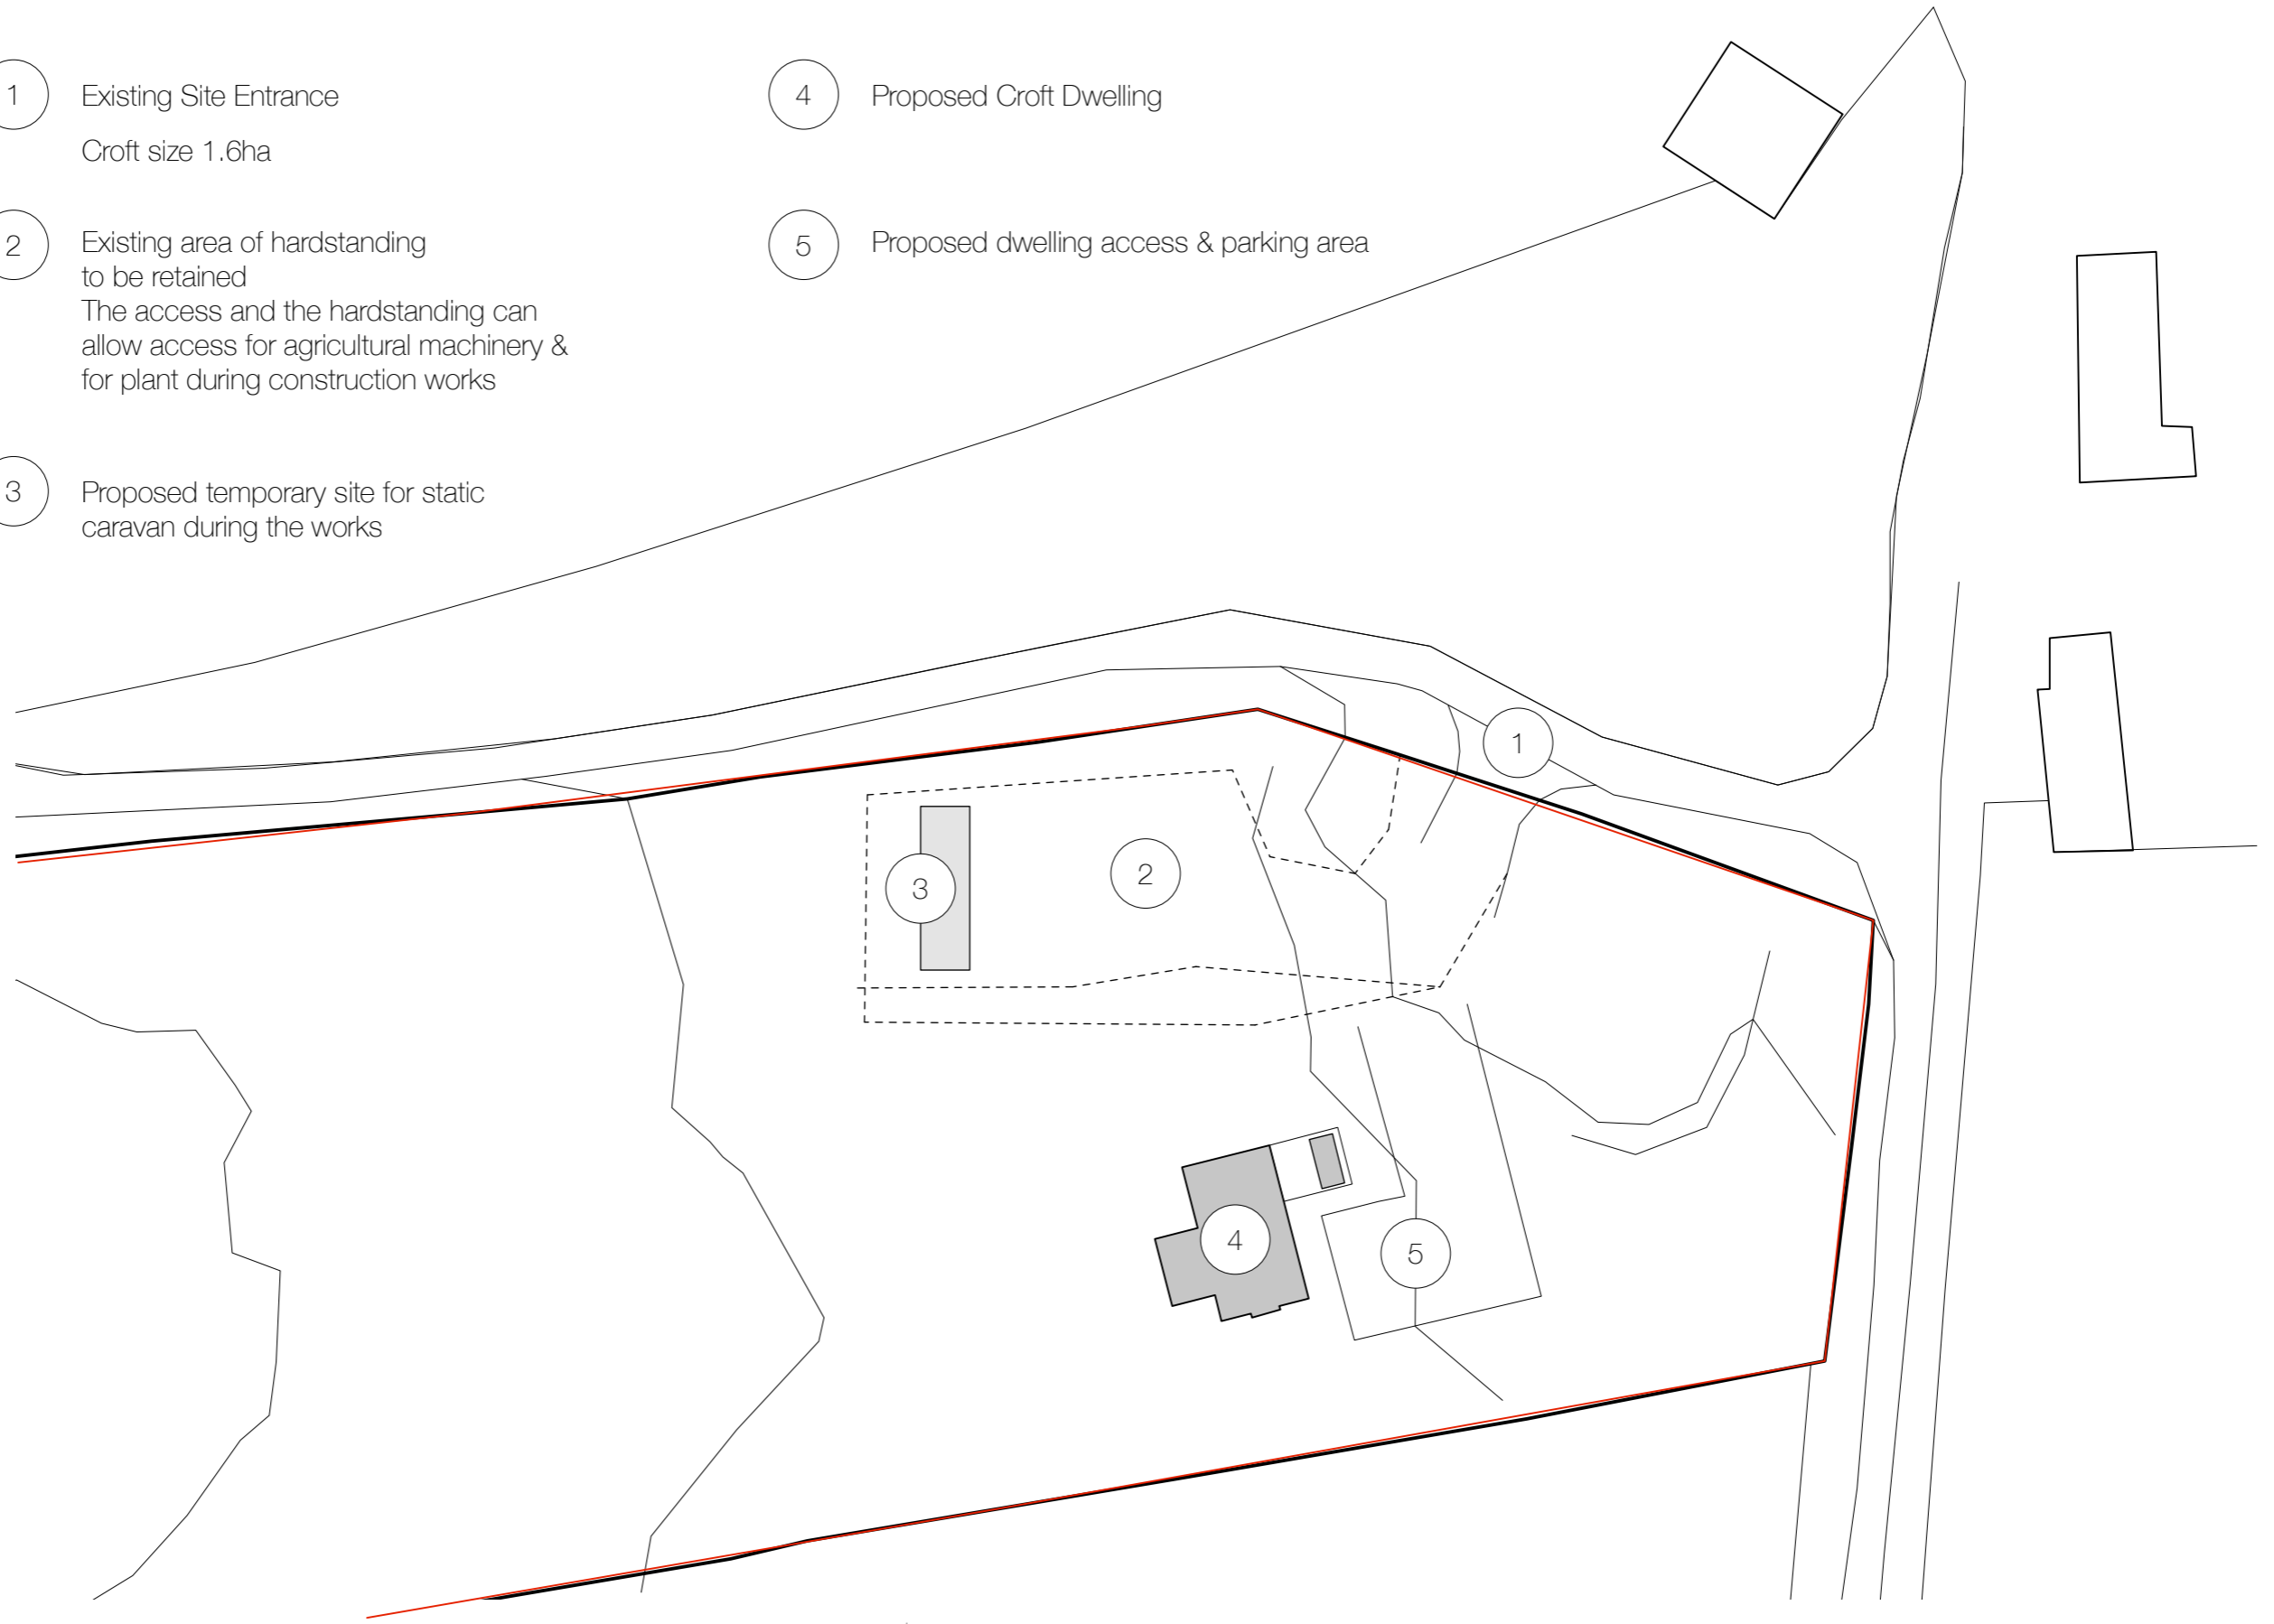 1
Existing Site Entrance
Croft size 1.6ha
2
Existing area of hardstanding
to be retained
The access and the hardstanding can
allow access for agricultural machinery &
for plant during construction works
3
Proposed temporary site for static
caravan during the works
4
Proposed Croft Dwelling
5
Proposed dwelling access & parking area
1
2
3
4
5